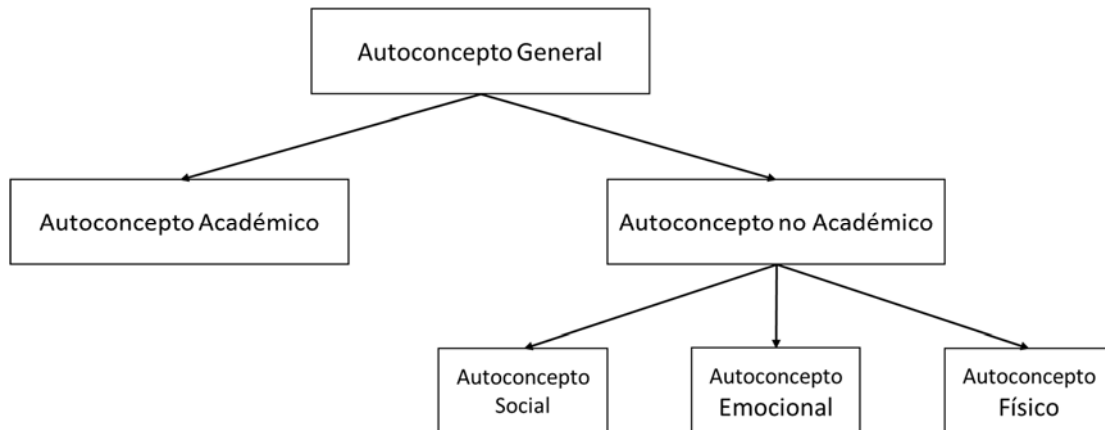 Autoconcepto General
Autoconcepto Académico
Autoconcepto no Académico
Autoconcepto
Social
Autoconcepto
Emocional
Autoconcepto
Físico